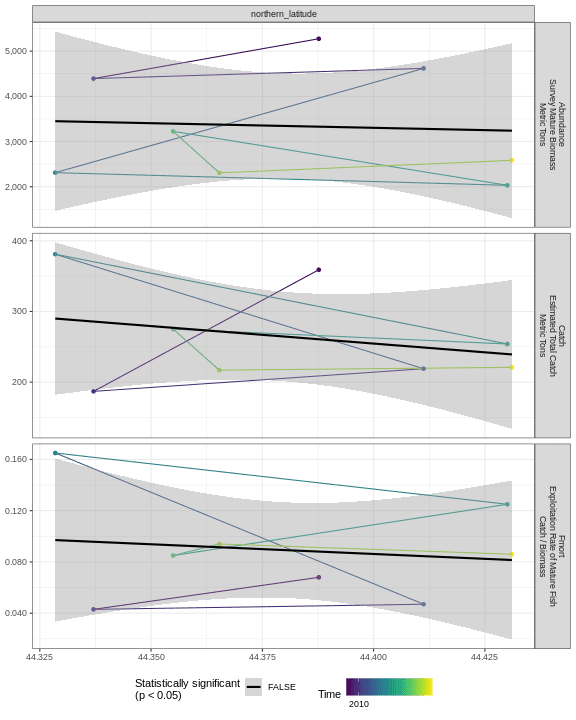 northern_latitude
5,000
4,000
3,000
2,000
Abundance
Survey Mature Biomass
Metric Tons
400
300
200
Catch
Estimated Total Catch
Metric Tons
0.160
0.120
0.080
0.040
Fmort
Exploitation Rate of Mature Fish
Catch / Biomass
44.325
44.350
44.375
44.400
44.425
Statistically significant
(p < 0.05)
FALSE
Time
2010